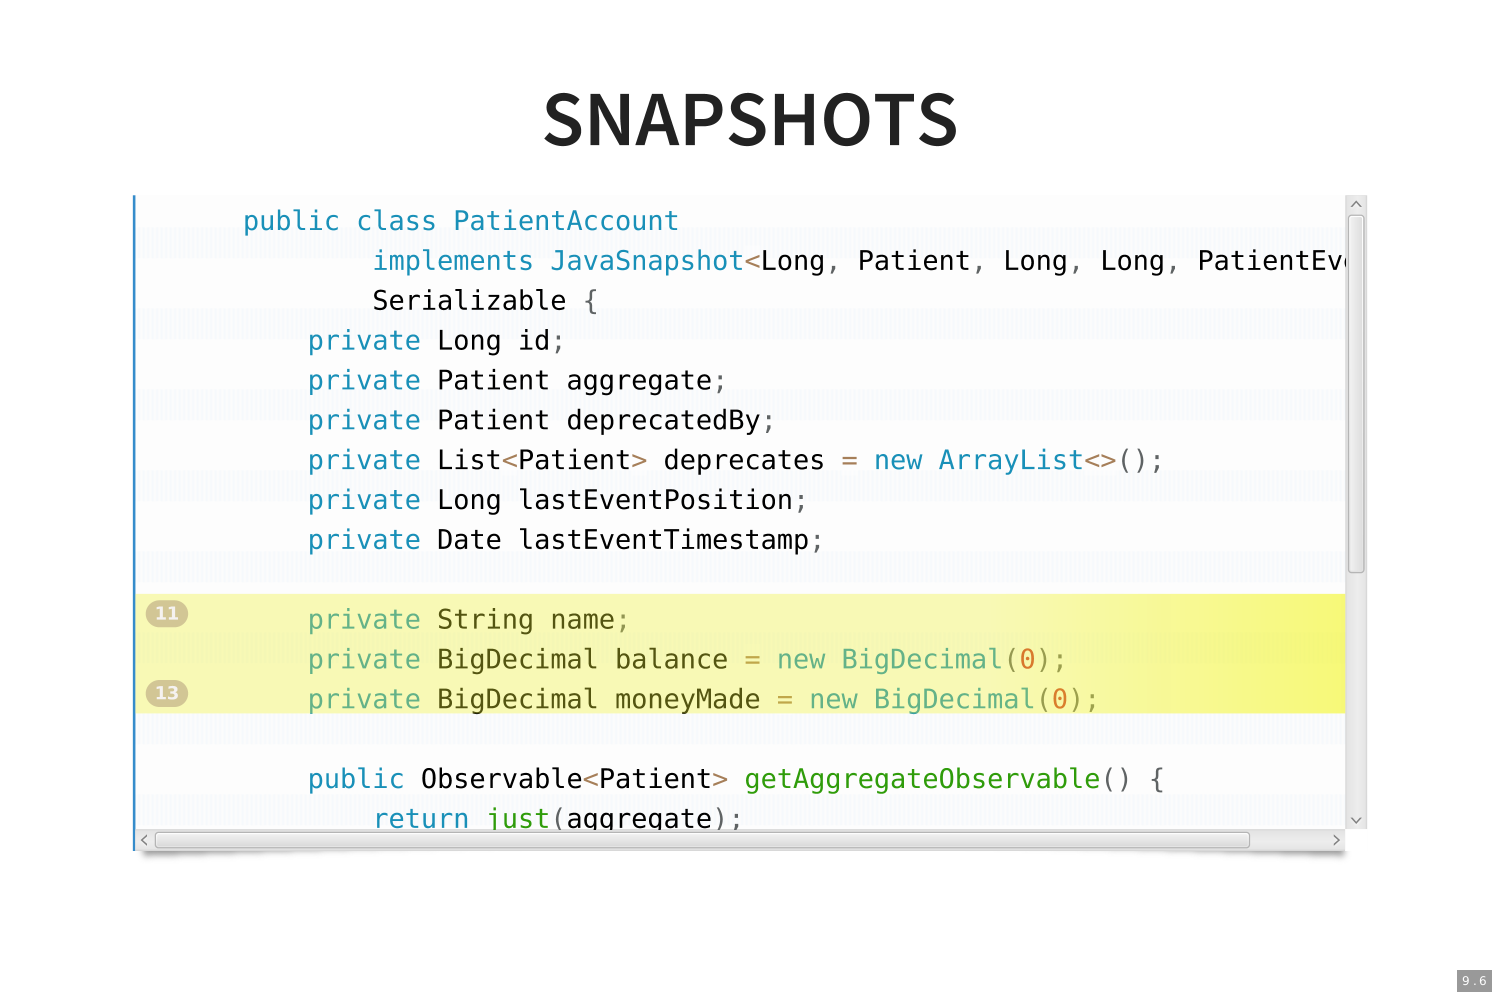 SNAPSHOTS
public class PatientAccount
implements JavaSnapshot<Long, Patient, Long, Long,
Serializable {
private Long id;
private Patient aggregate;
private Patient deprecatedBy;
private List<Patient> deprecates = new ArrayList<>();
private Long lastEventPosition;
private Date lastEventTimestamp;
11 private String name;
private BigDecimal balance = new BigDecimal(0);
13 private BigDecimal moneyMade = new BigDecimal(0);
public Observable<Patient> getAggregateObservable() {
return just(aggregate);
9.6